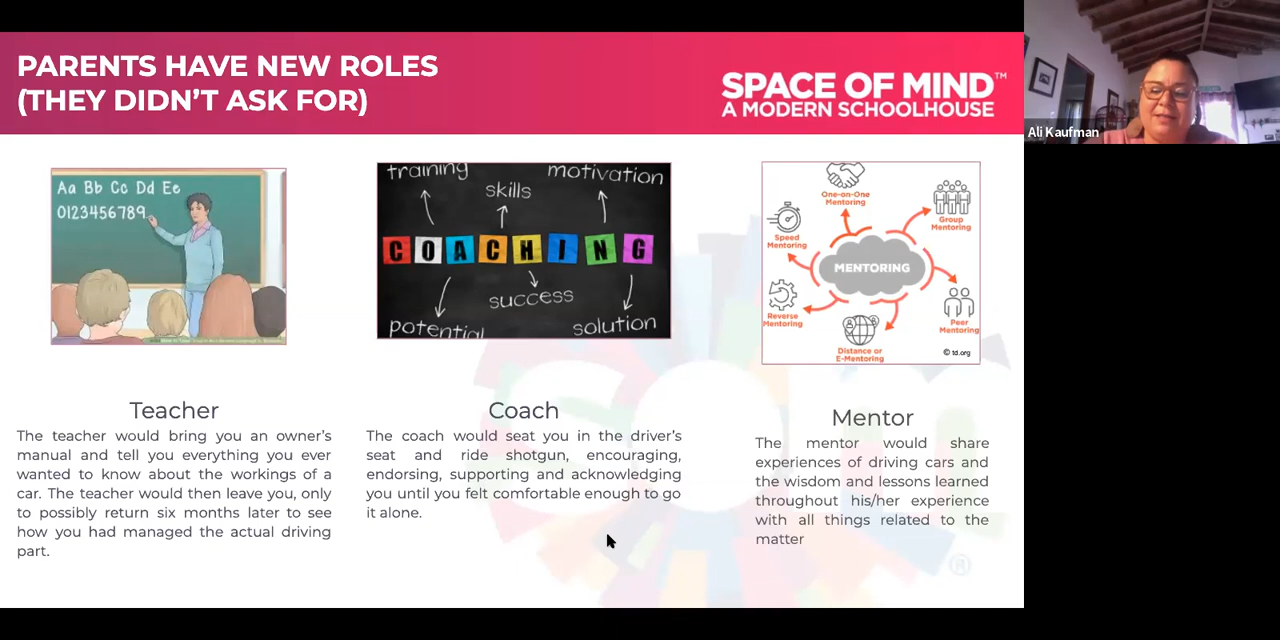 PARENTS HAVE NEW ROLES
(THEY DIDN'T ASK FOR)
SPACE OF MIND™
A MODERN SCHOOLHOUSE
Ali Kaufman
Aa Bb Cc Dd Ee
0123456789
training
skills
motivation
COACHING
success
potential
solution
One-on-One
Mentoring
Group
Mentoring
Speed
Mentoring
MENTORING
Reverse
Mentoring
Peer
Mentoring
Distance or
E-Mentoring
© td.org
Teacher
The teacher would bring you an owner's
manual and tell you everything you ever
wanted to know about the workings of a
car. The teacher would then leave you, only
to possibly return six months later to see
how you had managed the actual driving
part.
Coach
The coach would seat you in the driver's
seat and ride shotgun, encouraging,
endorsing, supporting and acknowledging
you until you felt comfortable enough to go
it alone.
Mentor
The mentor would share
experiences of driving cars and
the wisdom and lessons learned
throughout his/her experience
with all things related to the
matter
®